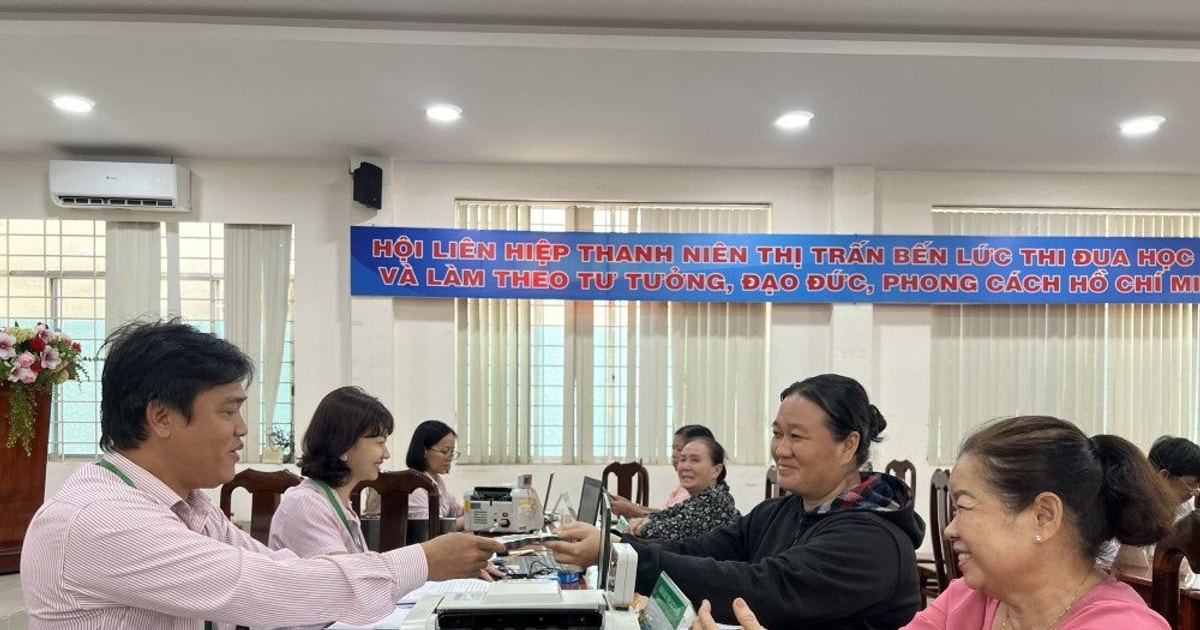 HỘI LIÊN HIỆP THANH NIÊN THỊ TRẤN BẾN LỨC THI ĐUA HỌC
VÀ LÀM THEO TƯ TƯỞNG, ĐẠO ĐỨC, PHONG CÁCH HỒ CHÍ MI